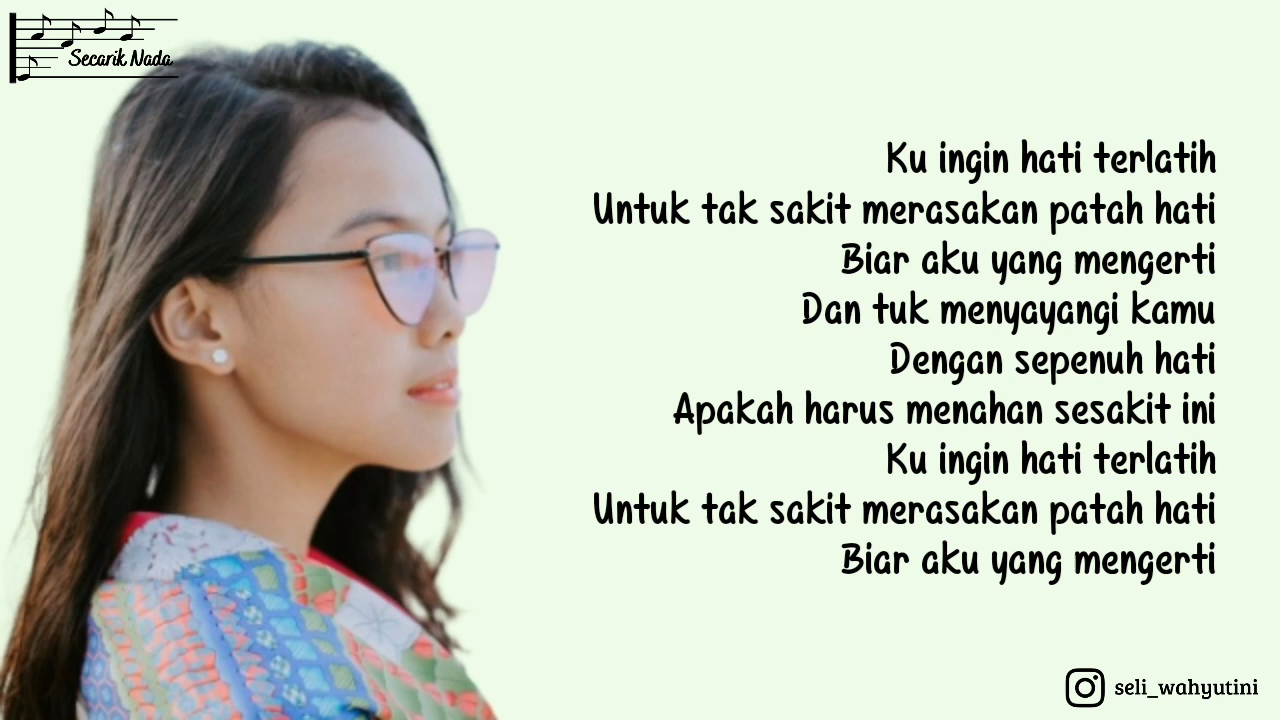 Secarik Nada
Ku ingin hati terlatih
Untuk tak sakit merasakan patah hati
Biar aku yang mengerti
Dan tuk menyayangi kamu
Dengan sepenuh hati
Apakah harus menahan sesakit ini
Ku ingin hati terlatih
Untuk tak sakit merasakan patah hati
Biar aku yang mengerti
seli_wahyutini